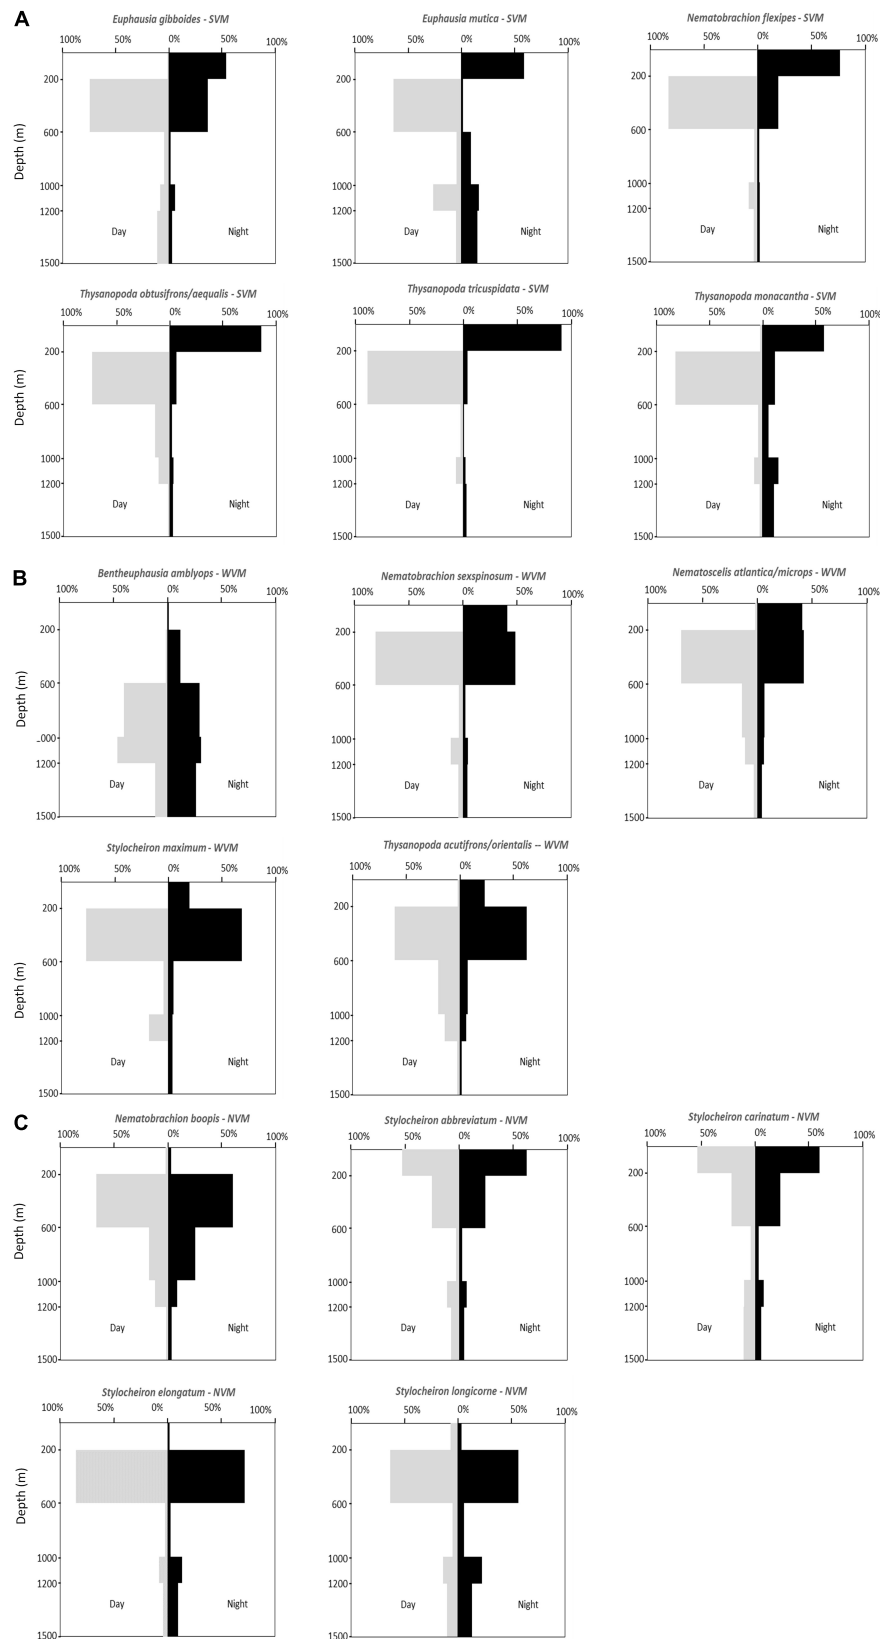 A
Euphausia gibboides - SVM
Euphausia mutica - SVM
Nematobrachion flexipes - SVM
100% 50% 0% 50% 100%
100% 50% 0% 50% 100%
100% 50% 0% 50% 100%
Depth (m)
200 200 200
600 600 600
1000 1000 1000
1200 1200 1200
Day Night Day Night Day Night
1500 1500 1500
Thysanopoda obtusifrons/aequalis - SVM
Thysanopoda tricuspidata - SVM
Thysanopoda monacantha - SVM
100% 50% 0% 50% 100%
100% 50% 0% 50% 100%
100% 50% 0% 50% 100%
Depth (m)
200 200 200
600 600 600
1000 1000 1000
1200 1200 1200
Day Night Day Night Day Night
1500 1500 1500
B
Bentheuphausia amblyops - WVM
Nematobrachion sexspinosum - WVM
Nematoscelis atlantica/microps - WVM
100% 50% 0% 50% 100%
100% 50% 0% 50% 100%
100% 50% 0% 50% 100%
Depth (m)
200 200 200
600 600 600
1000 1000
1200 1200 1200
Day Night Day Night Day Night
1500 1500 1500
Stylocheiron maximum - WVM
Thysanopoda acutifrons/orientalis -- WVM
100% 50% 0% 50% 100%
100% 50% 0% 50% 100%
Depth (m)
200 200
600 600
1000 1000
1200 1200
Day Night Day Night
1500 1500
C
Nematobrachion boopis - NVM
Stylocheiron abbreviatum - NVM
Stylocheiron carinatum - NVM
100% 50% 0% 50% 100%
100% 50% 0% 50% 100%
100% 50% 0% 50% 100%
Depth (m)
200 200 200
600 600 600
1000 1000 1000
1200 1200 1200
Day Night Day Night Day Night
1500 1500 1500
Stylocheiron elongatum - NVM
Stylocheiron longicorne - NVM
100% 50% 0% 50% 100%
100% 50% 0% 50% 100%
Depth (m)
200 200
600 600
1000 1000
1200 1200
Day Night Day Night
1500 1500